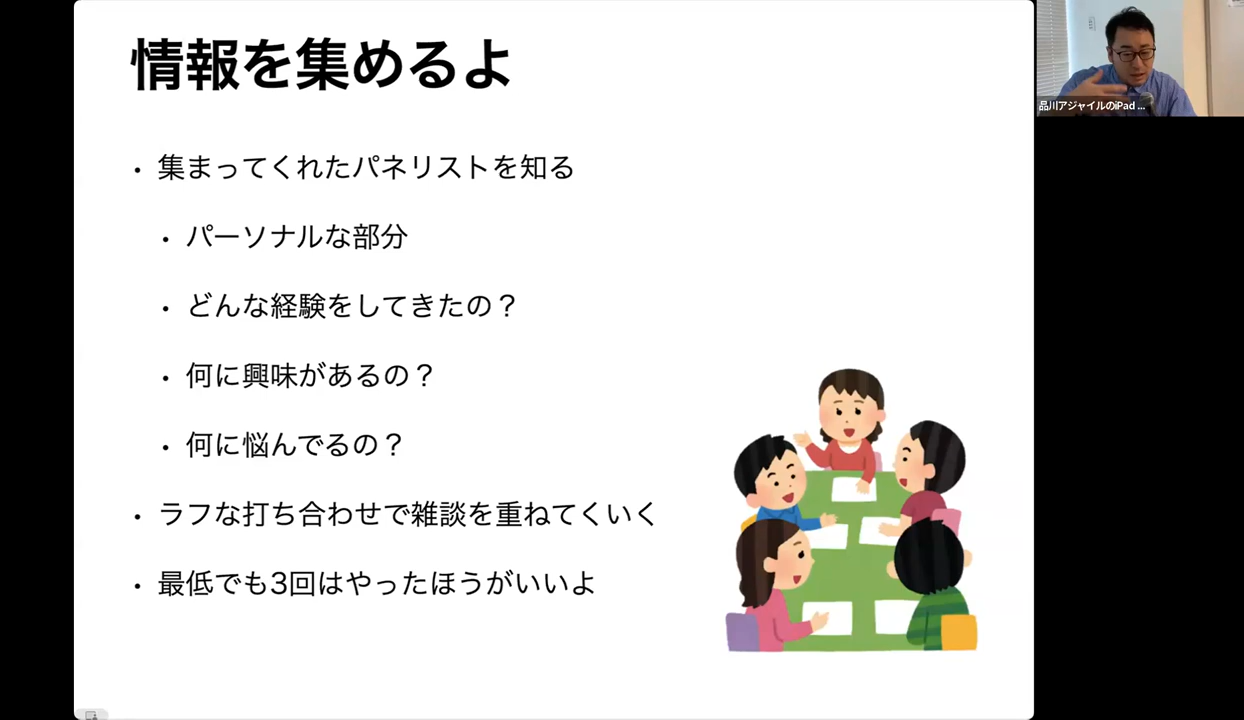 情報を集めるよ
・集まってくれたパネリストを知る
・パーソナルな部分
・どんな経験をしてきたの？
・何に興味があるの？
・何に悩んでるの？
・ラフな打ち合わせで雑談を重ねてくいく
・最低でも3回はやったほうがいいよ
品川アジャイルのiPad ...